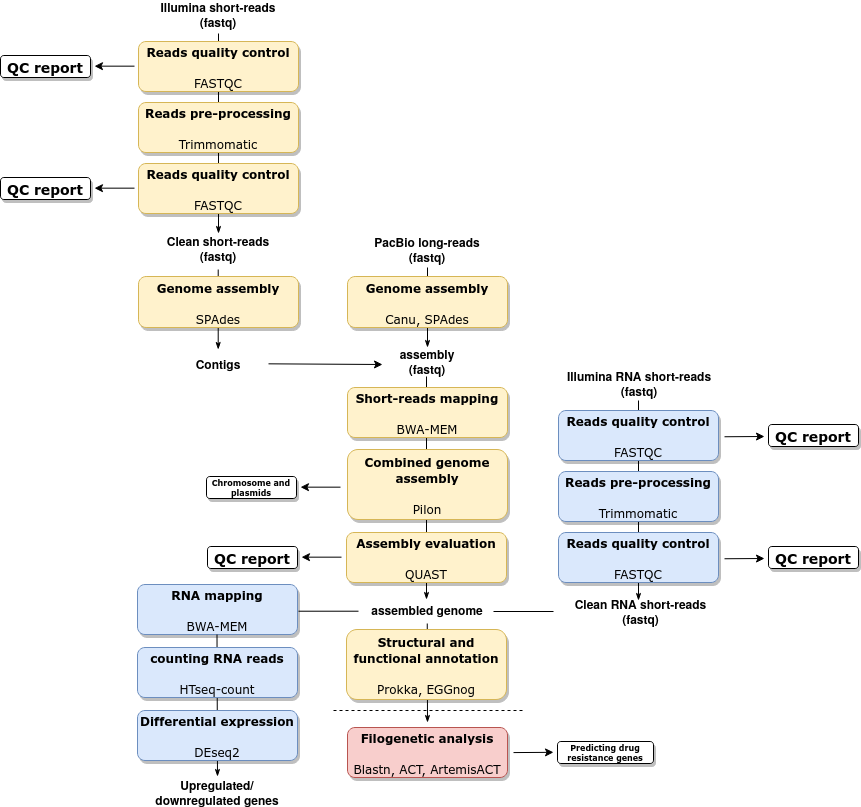 Illumina short-reads
(fastq)
Reads quality control
FASTQC
QC report
Reads pre-processing
Trimmomatic
Reads quality control
FASTQC
QC report
Clean short-reads
(fastq)
Genome assembly
SPAdes
Contigs
PacBio long-reads
(fastq)
Genome assembly
Canu, SPAdes
assembly
(fastq)
Short-reads mapping
BWA-MEM
Combined genome
assembly
Pilon
Chromosome and
plasmids
Assembly evaluation
QUAST
QC report
assembled genome
Illumina RNA short-reads
(fastq)
Reads quality control
FASTQC
QC report
Reads pre-processing
Trimmomatic
Reads quality control
FASTQC
QC report
Clean RNA short-reads
(fastq)
RNA mapping
BWA-MEM
counting RNA reads
HTseq-count
Differential expression
DEseq2
Upregulated/
downregulated genes
Structural and
functional annotation
Prokka, EGGnog
Filogenetic analysis
Blastn, ACT, ArtemisACT
Predicting drug
resistance genes